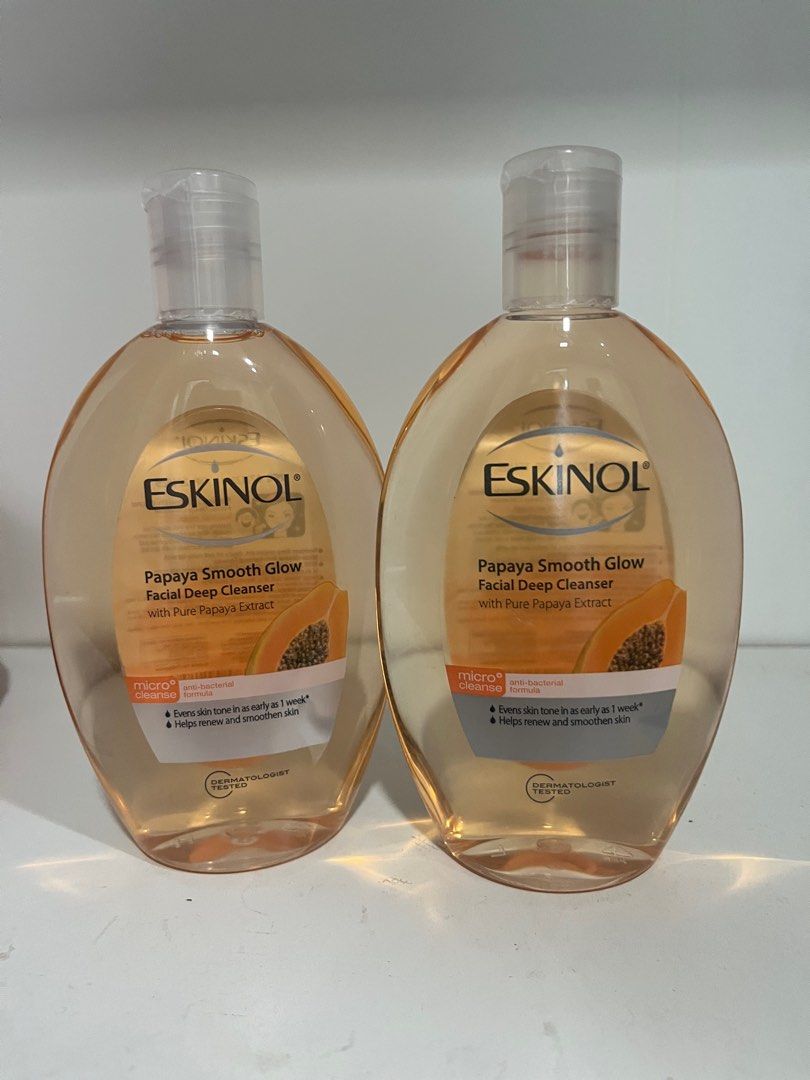 ESKINOL®
Papaya Smooth Glow
Facial Deep Cleanser
with Pure Papaya Extract
micro° cleanse
anti-bacterial
formula
Evens skin tone in as early as 1 week*
Helps renew and smoothen skin
DERMATOLOGIST
TESTED
ESKINOL®
Papaya Smooth Glow
Facial Deep Cleanser
with Pure Papaya Extract
micro° cleanse
anti-bacterial
formula
Evens skin tone in as early as 1 week*
Helps renew and smoothen skin
DERMATOLOGIST
TESTED